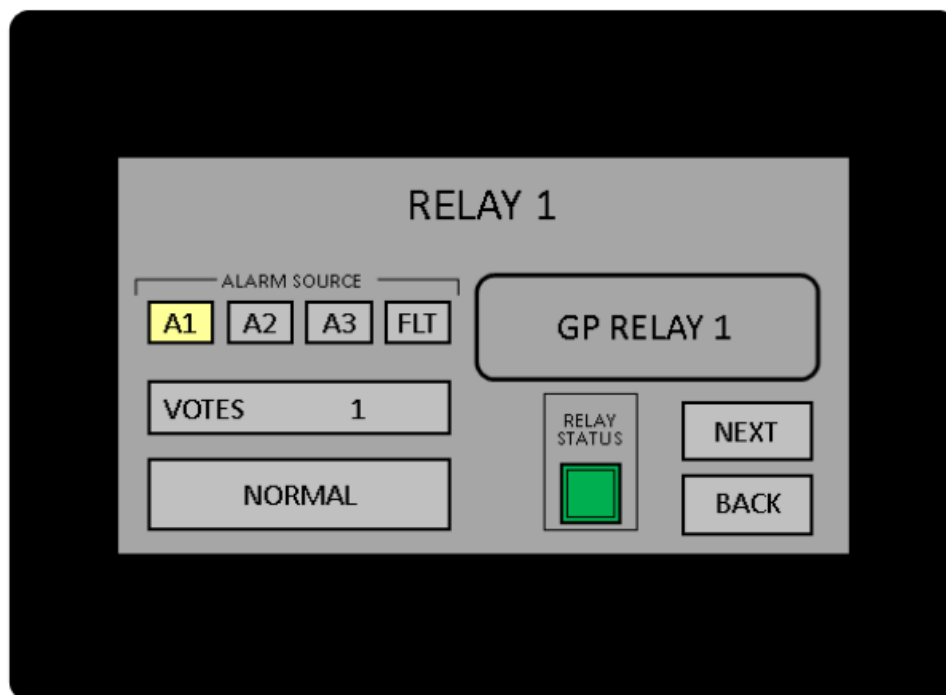 RELAY 1
ALARM SOURCE
A1 A2 A3 FLT
GP RELAY 1
VOTES 1
NORMAL
RELAY
STATUS
NEXT
BACK